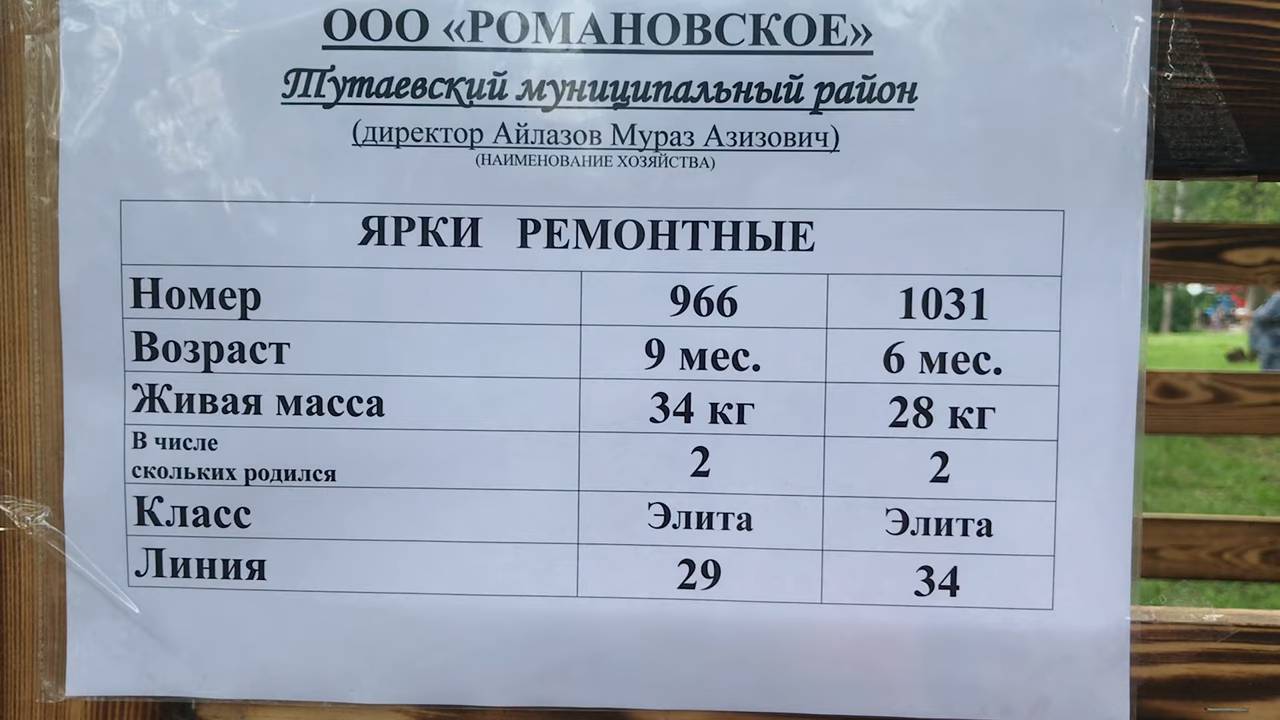 ООО «РОМАНОВСКОЕ»
Тутаевский муниципальный район
(директор Айлазов Мураз Азизович)
(НАИМЕНОВАНИЕ ХОЗЯЙСТВА)
ЯРКИ РЕМОНТНЫЕ
Номер 966 1031
Возраст 9 мес. 6 мес.
Живая масса 34 кг 28 кг
В числе
скольких родился 2 2
Класс Элита Элита
Линия 29 34